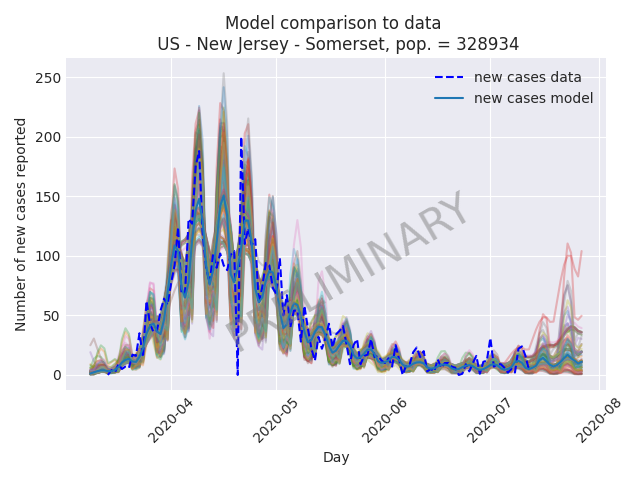 Model comparison to data
US - New Jersey - Somerset, pop. = 328934
new cases data
new cases model
250
200
150
100
50
0
Number of new cases reported
PRELIMINARY
2020-04
2020-05
2020-06
2020-07
2020-08
Day